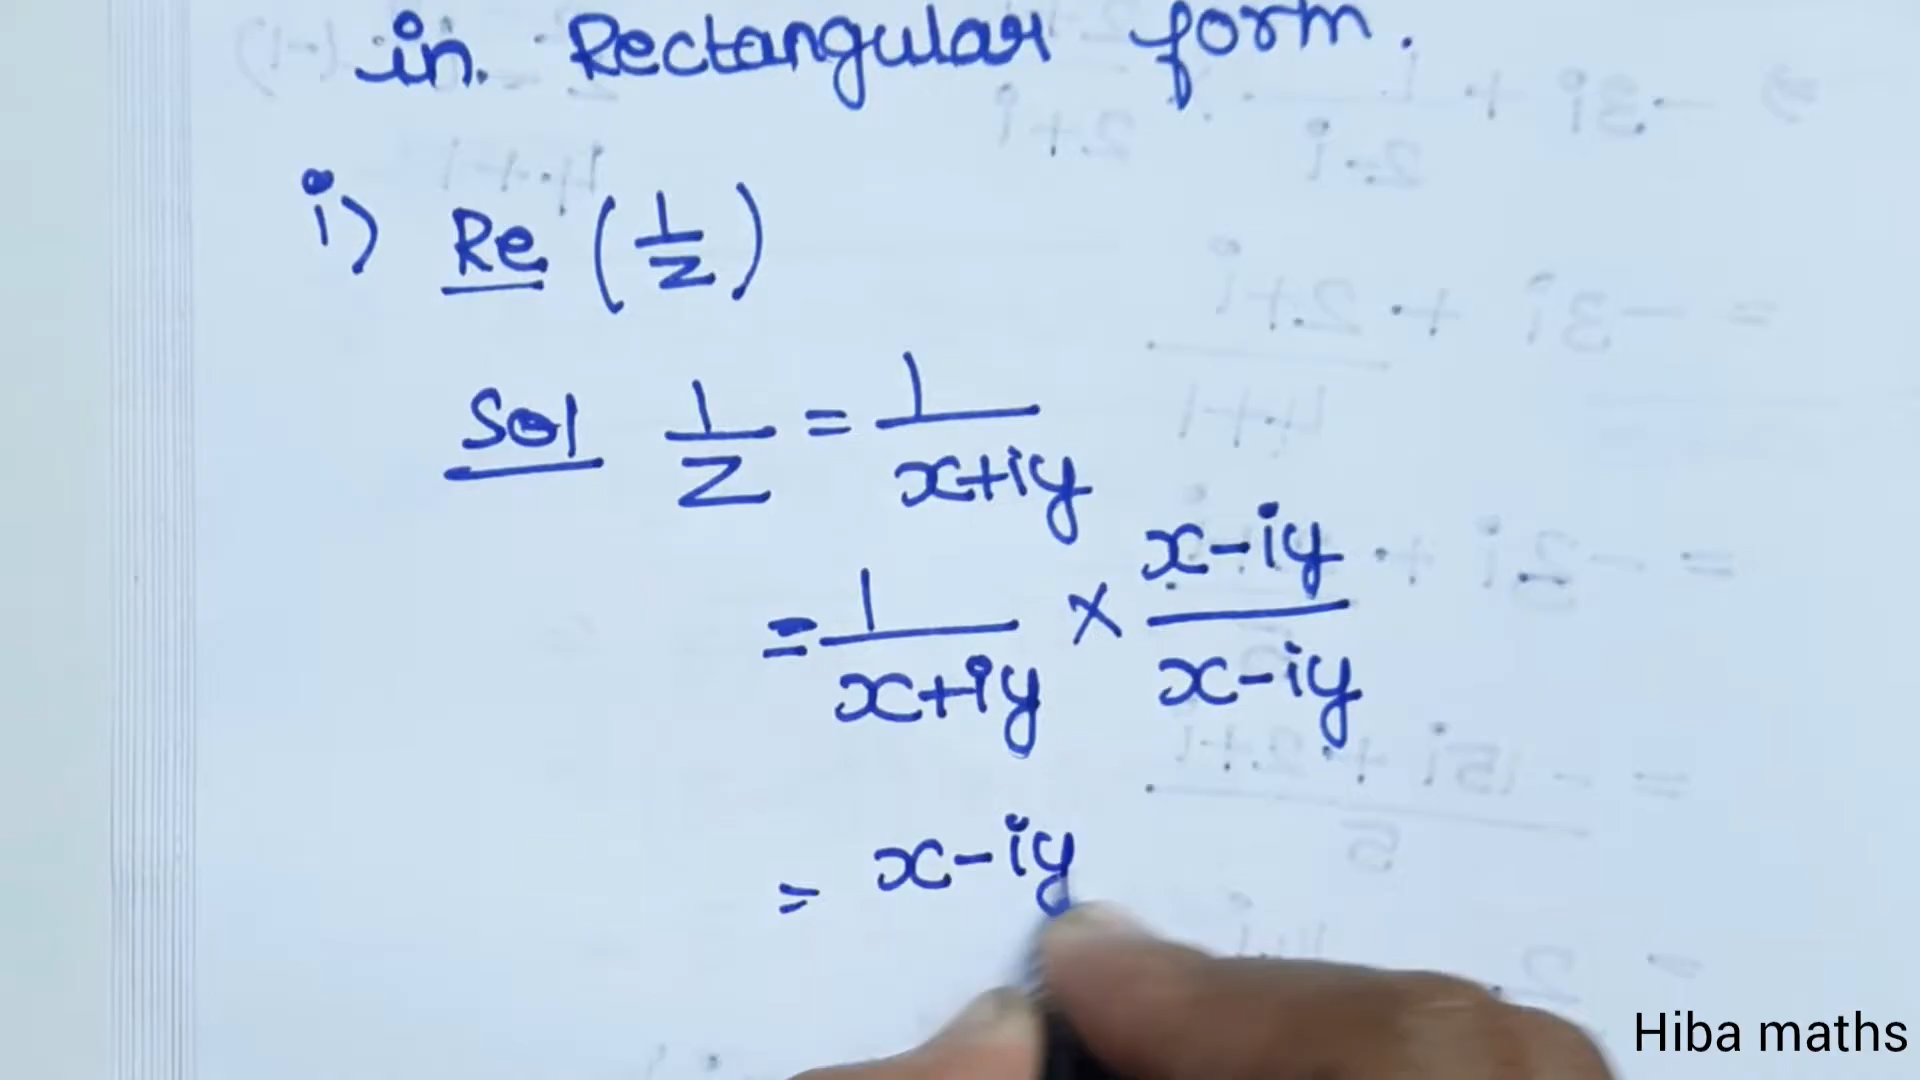 in Rectangular form.
i) Re (1/z)
Sol 1/z = 1/x+iy
= 1/x+iy × x-iy/x-iy
= x-iy
Hiba maths